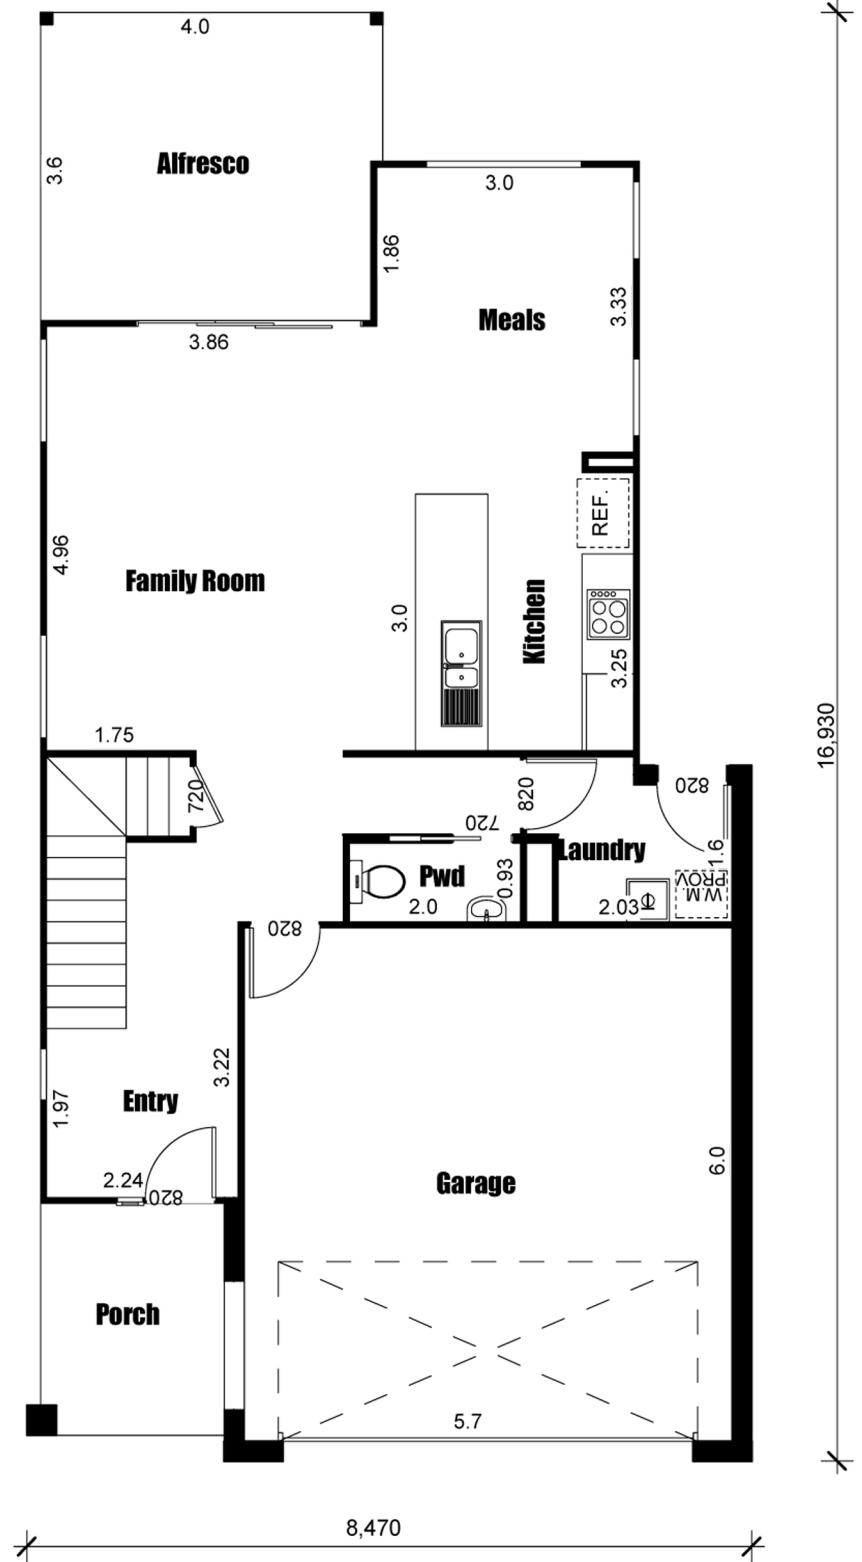 4.0
Alfresco
3.6
3.0
1.86
Meals
3.33
3.86
REF.
4.96
Family Room
Kitchen
3.0
3.25
1.75
16,930
720
820
820
720
Laundry
1.6
Pwd
0.93
W.M
PROV
2.0
2.03
820
3.22
Entry
1.97
6.0
2.24
820
Garage
Porch
5.7
8,470